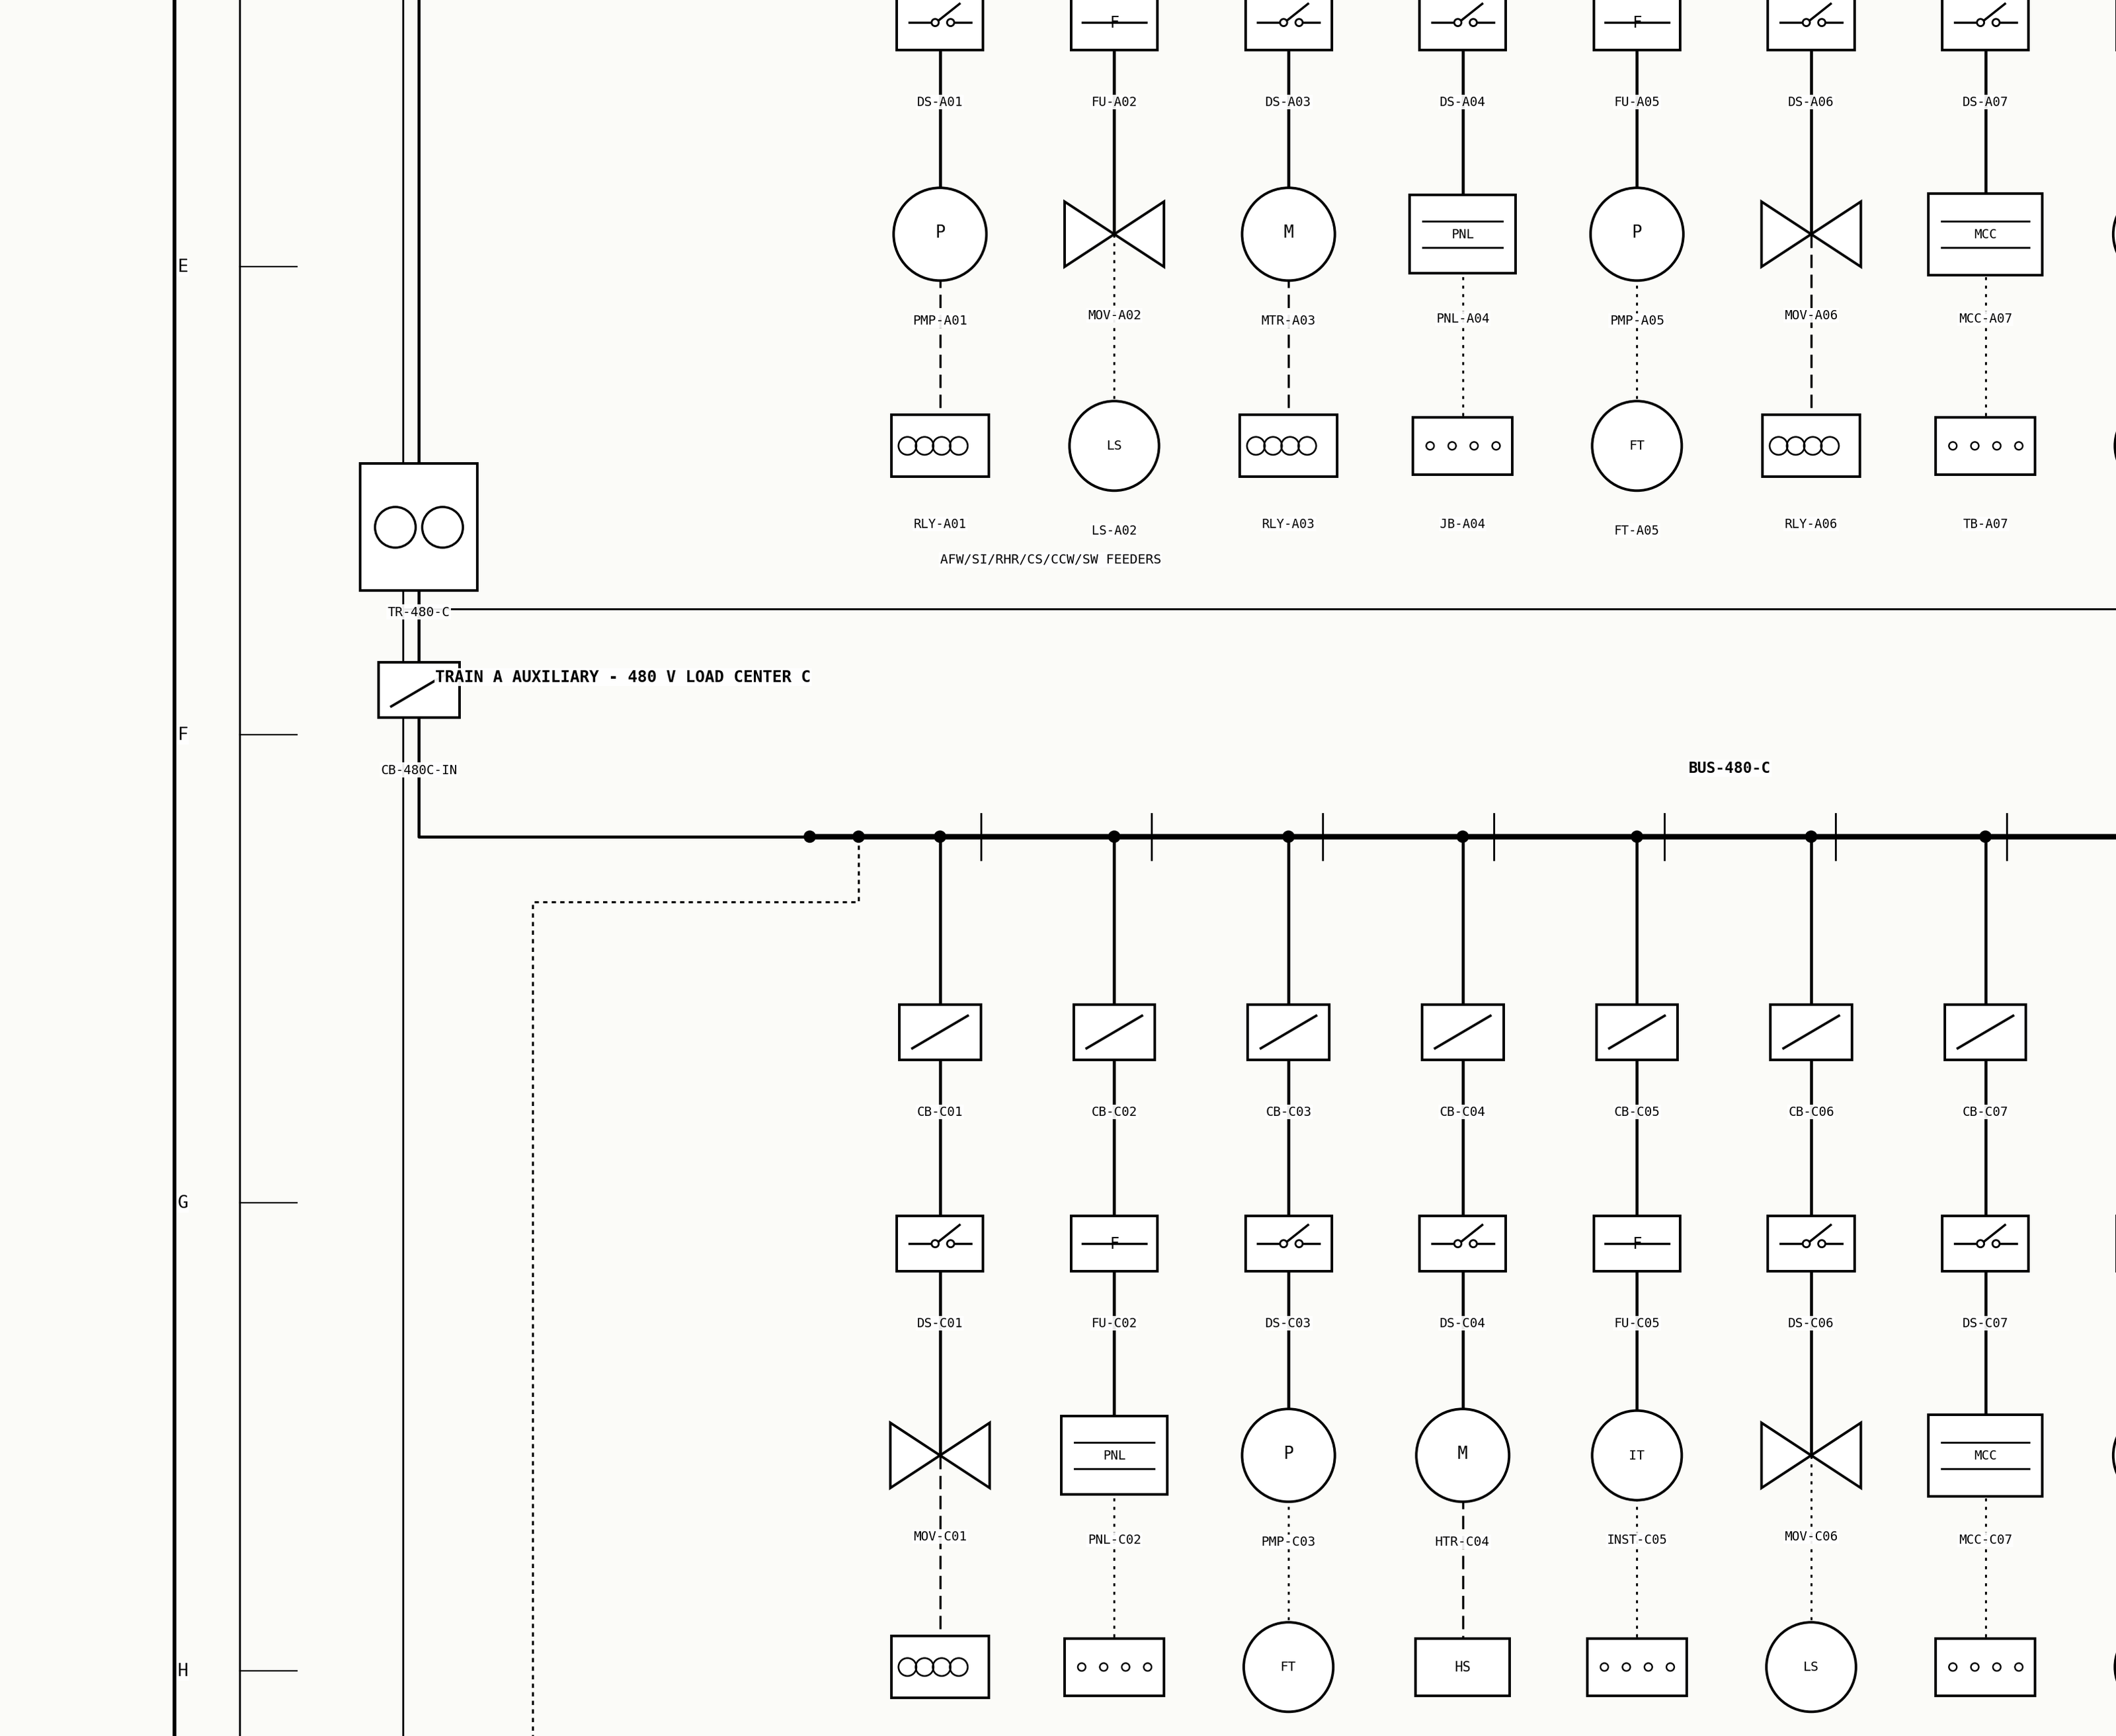 F F
DS-A01 FU-A02 DS-A03 DS-A04 FU-A05 DS-A06 DS-A07
P M PNL P MCC
E
PMP-A01 MOV-A02 MTR-A03 PNL-A04 PMP-A05 MOV-A06 MCC-A07
LS FT
RLY-A01 LS-A02 RLY-A03 JB-A04 FT-A05 RLY-A06 TB-A07
AFW/SI/RHR/CS/CCW/SW FEEDERS
TR-480-C
TRAIN A AUXILIARY - 480 V LOAD CENTER C
F
CB-480C-IN
BUS-480-C
CB-C01 CB-C02 CB-C03 CB-C04 CB-C05 CB-C06 CB-C07
G
F F
DS-C01 FU-C02 DS-C03 DS-C04 FU-C05 DS-C06 DS-C07
PNL P M IT MCC
MOV-C01 PNL-C02 PMP-C03 HTR-C04 INST-C05 MOV-C06 MCC-C07
H
FT HS LS